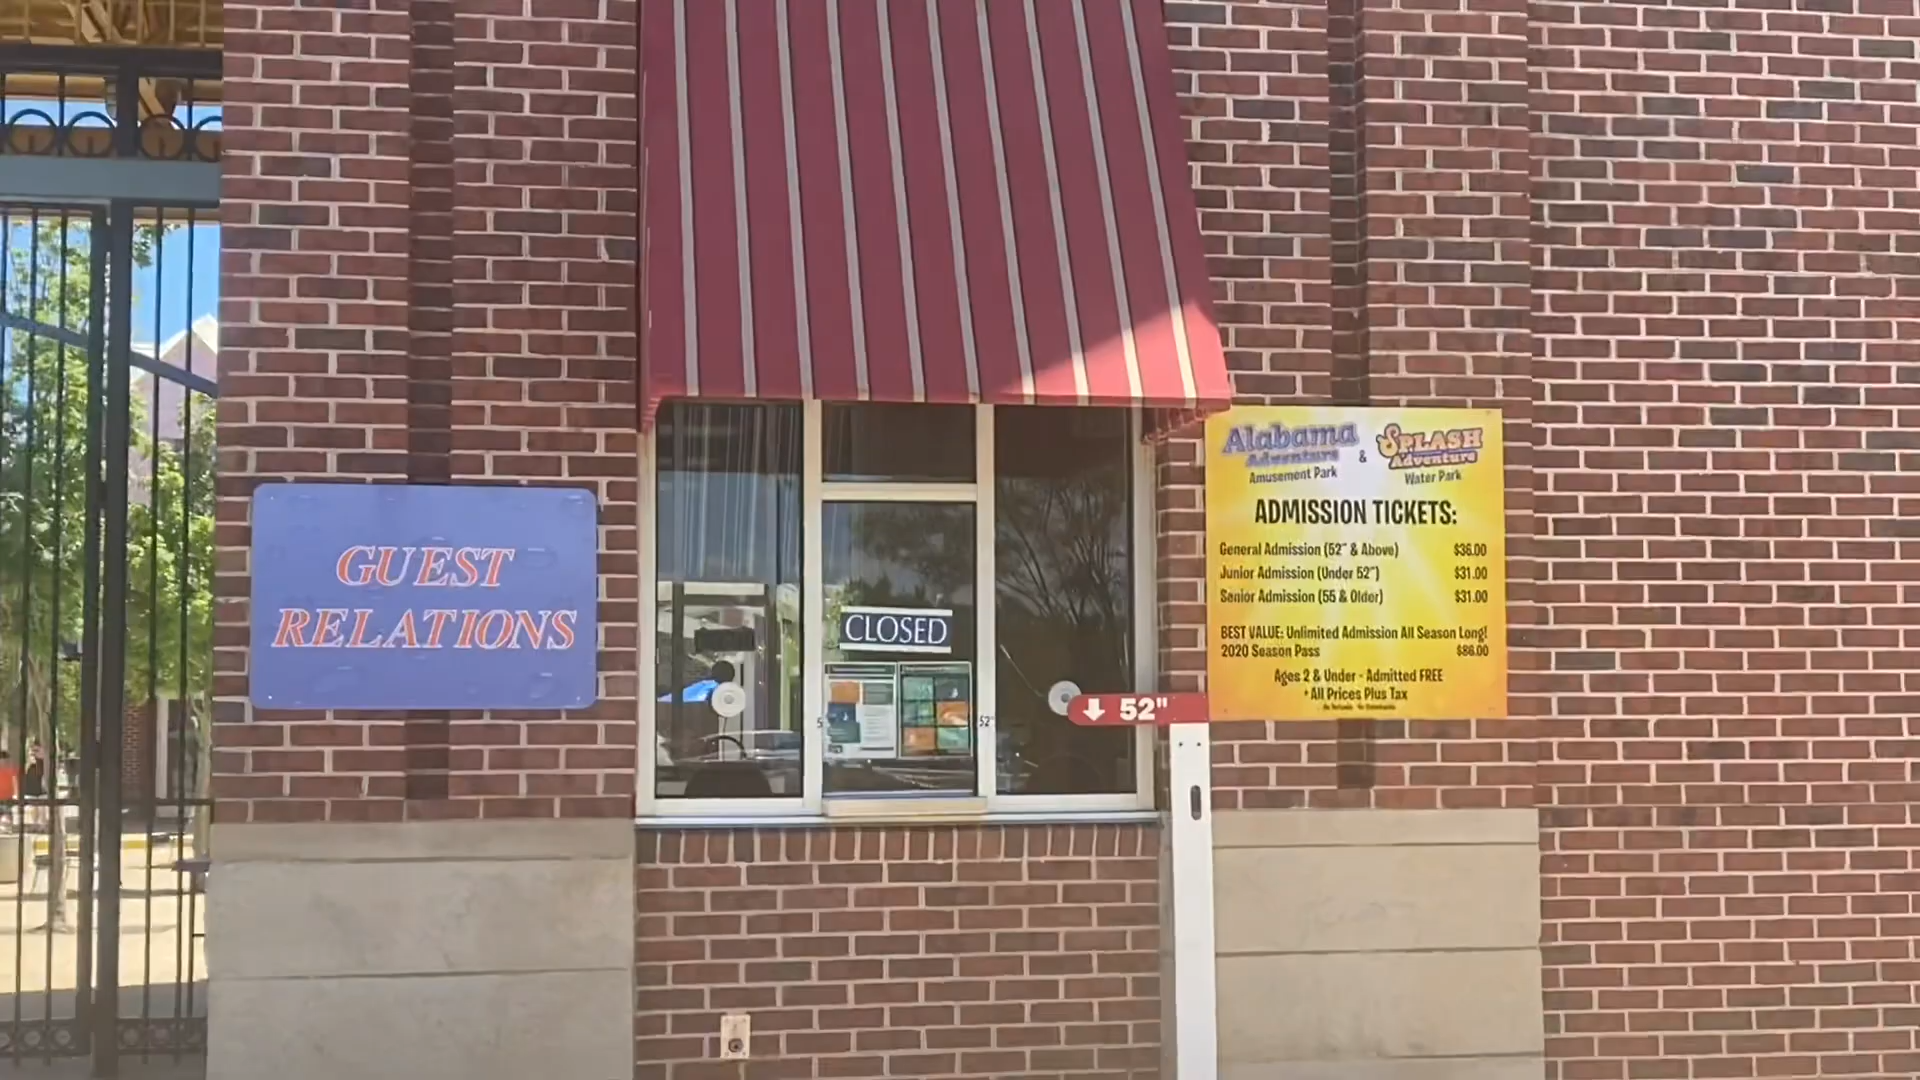 GUEST
RELATIONS
CLOSED
52"
52"
Alabama
Adventure
Amusement Park
&
SPLASH
Adventure
Water Park
ADMISSION TICKETS:
General Admission (52" & Above) $36.00
Junior Admission (Under 52") $31.00
Senior Admission (55 & Older) $31.00
BEST VALUE: Unlimited Admission All Season Long!
2020 Season Pass $86.00
Ages 2 & Under - Admitted FREE
* All Prices Plus Tax